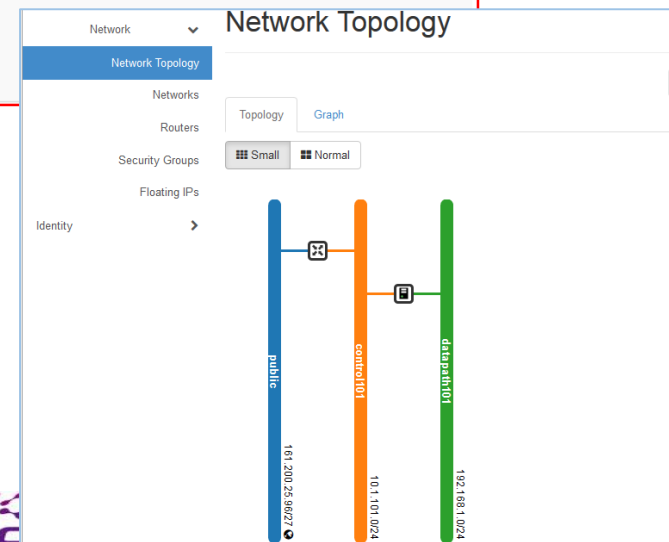 Network
Network Topology
Networks
Routers
Security Groups
Floating IPs
Identity
Network Topology
Topology
Graph
Small
Normal
public
161.200.25.96/27
control101
10.1.101.0/24
datapath101
192.168.1.0/24